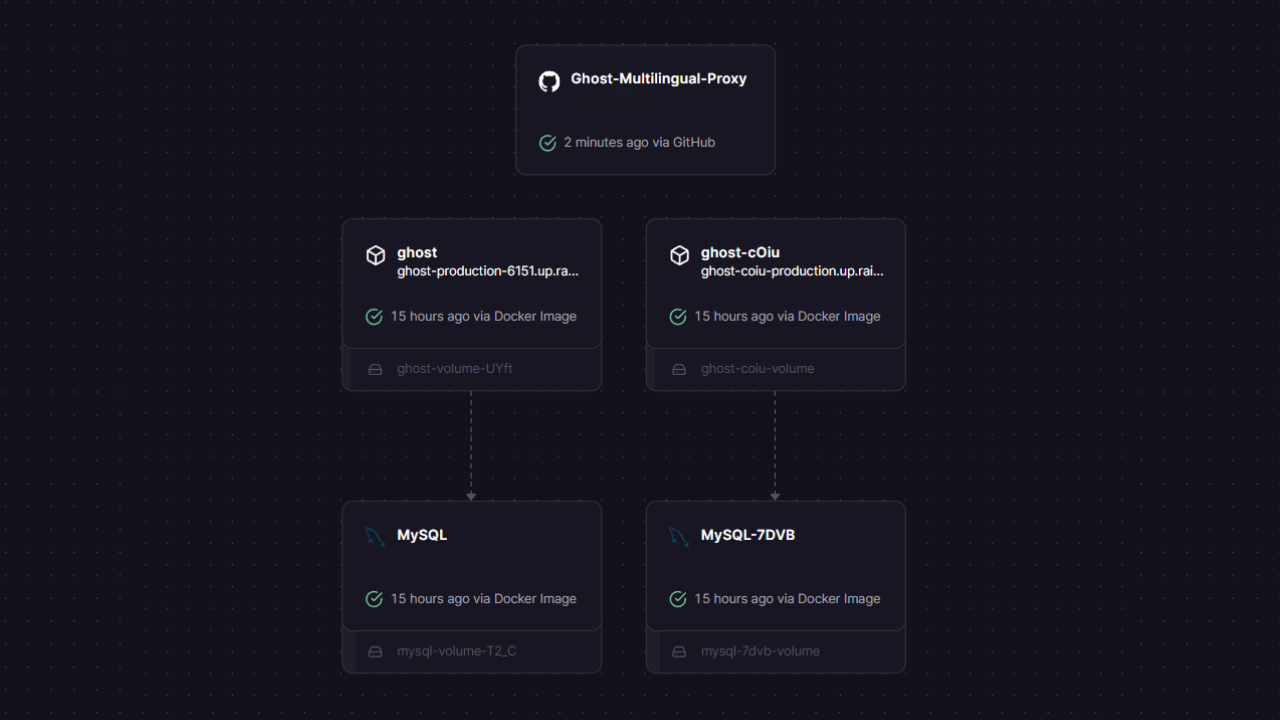 Ghost-Multilingual-Proxy
2 minutes ago via GitHub
ghost
ghost-production-6151.up.ra...
15 hours ago via Docker Image
ghost-volume-UYft
ghost-cOiu
ghost-coiu-production.up.rai...
15 hours ago via Docker Image
ghost-coiu-volume
MySQL
15 hours ago via Docker Image
mysql-volume-T2_C
MySQL-7DVB
15 hours ago via Docker Image
mysql-7dvb-volume